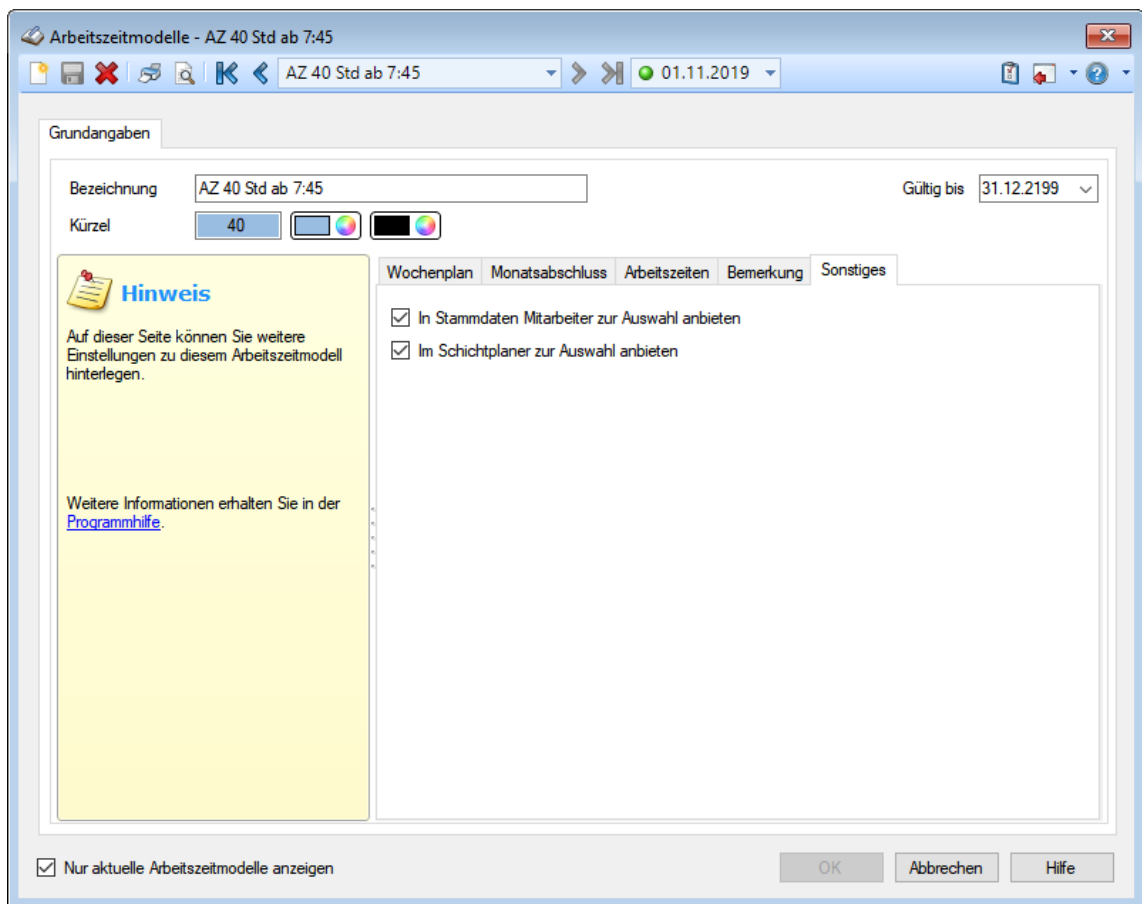 Arbeitszeitmodelle - AZ 40 Std ab 7:45
AZ 40 Std ab 7:45
01.11.2019
Grundangaben
Bezeichnung AZ 40 Std ab 7:45 Gültig bis 31.12.2199
Kürzel 40
Hinweis
Auf dieser Seite können Sie weitere
Einstellungen zu diesem Arbeitszeitmodell
hinterlegen.
Weitere Informationen erhalten Sie in der
Programmhilfe.
Wochenplan Monatsabschluss Arbeitszeiten Bemerkung Sonstiges
In Stammdaten Mitarbeiter zur Auswahl anbieten
Im Schichtplaner zur Auswahl anbieten
Nur aktuelle Arbeitszeitmodelle anzeigen
OK Abbrechen Hilfe